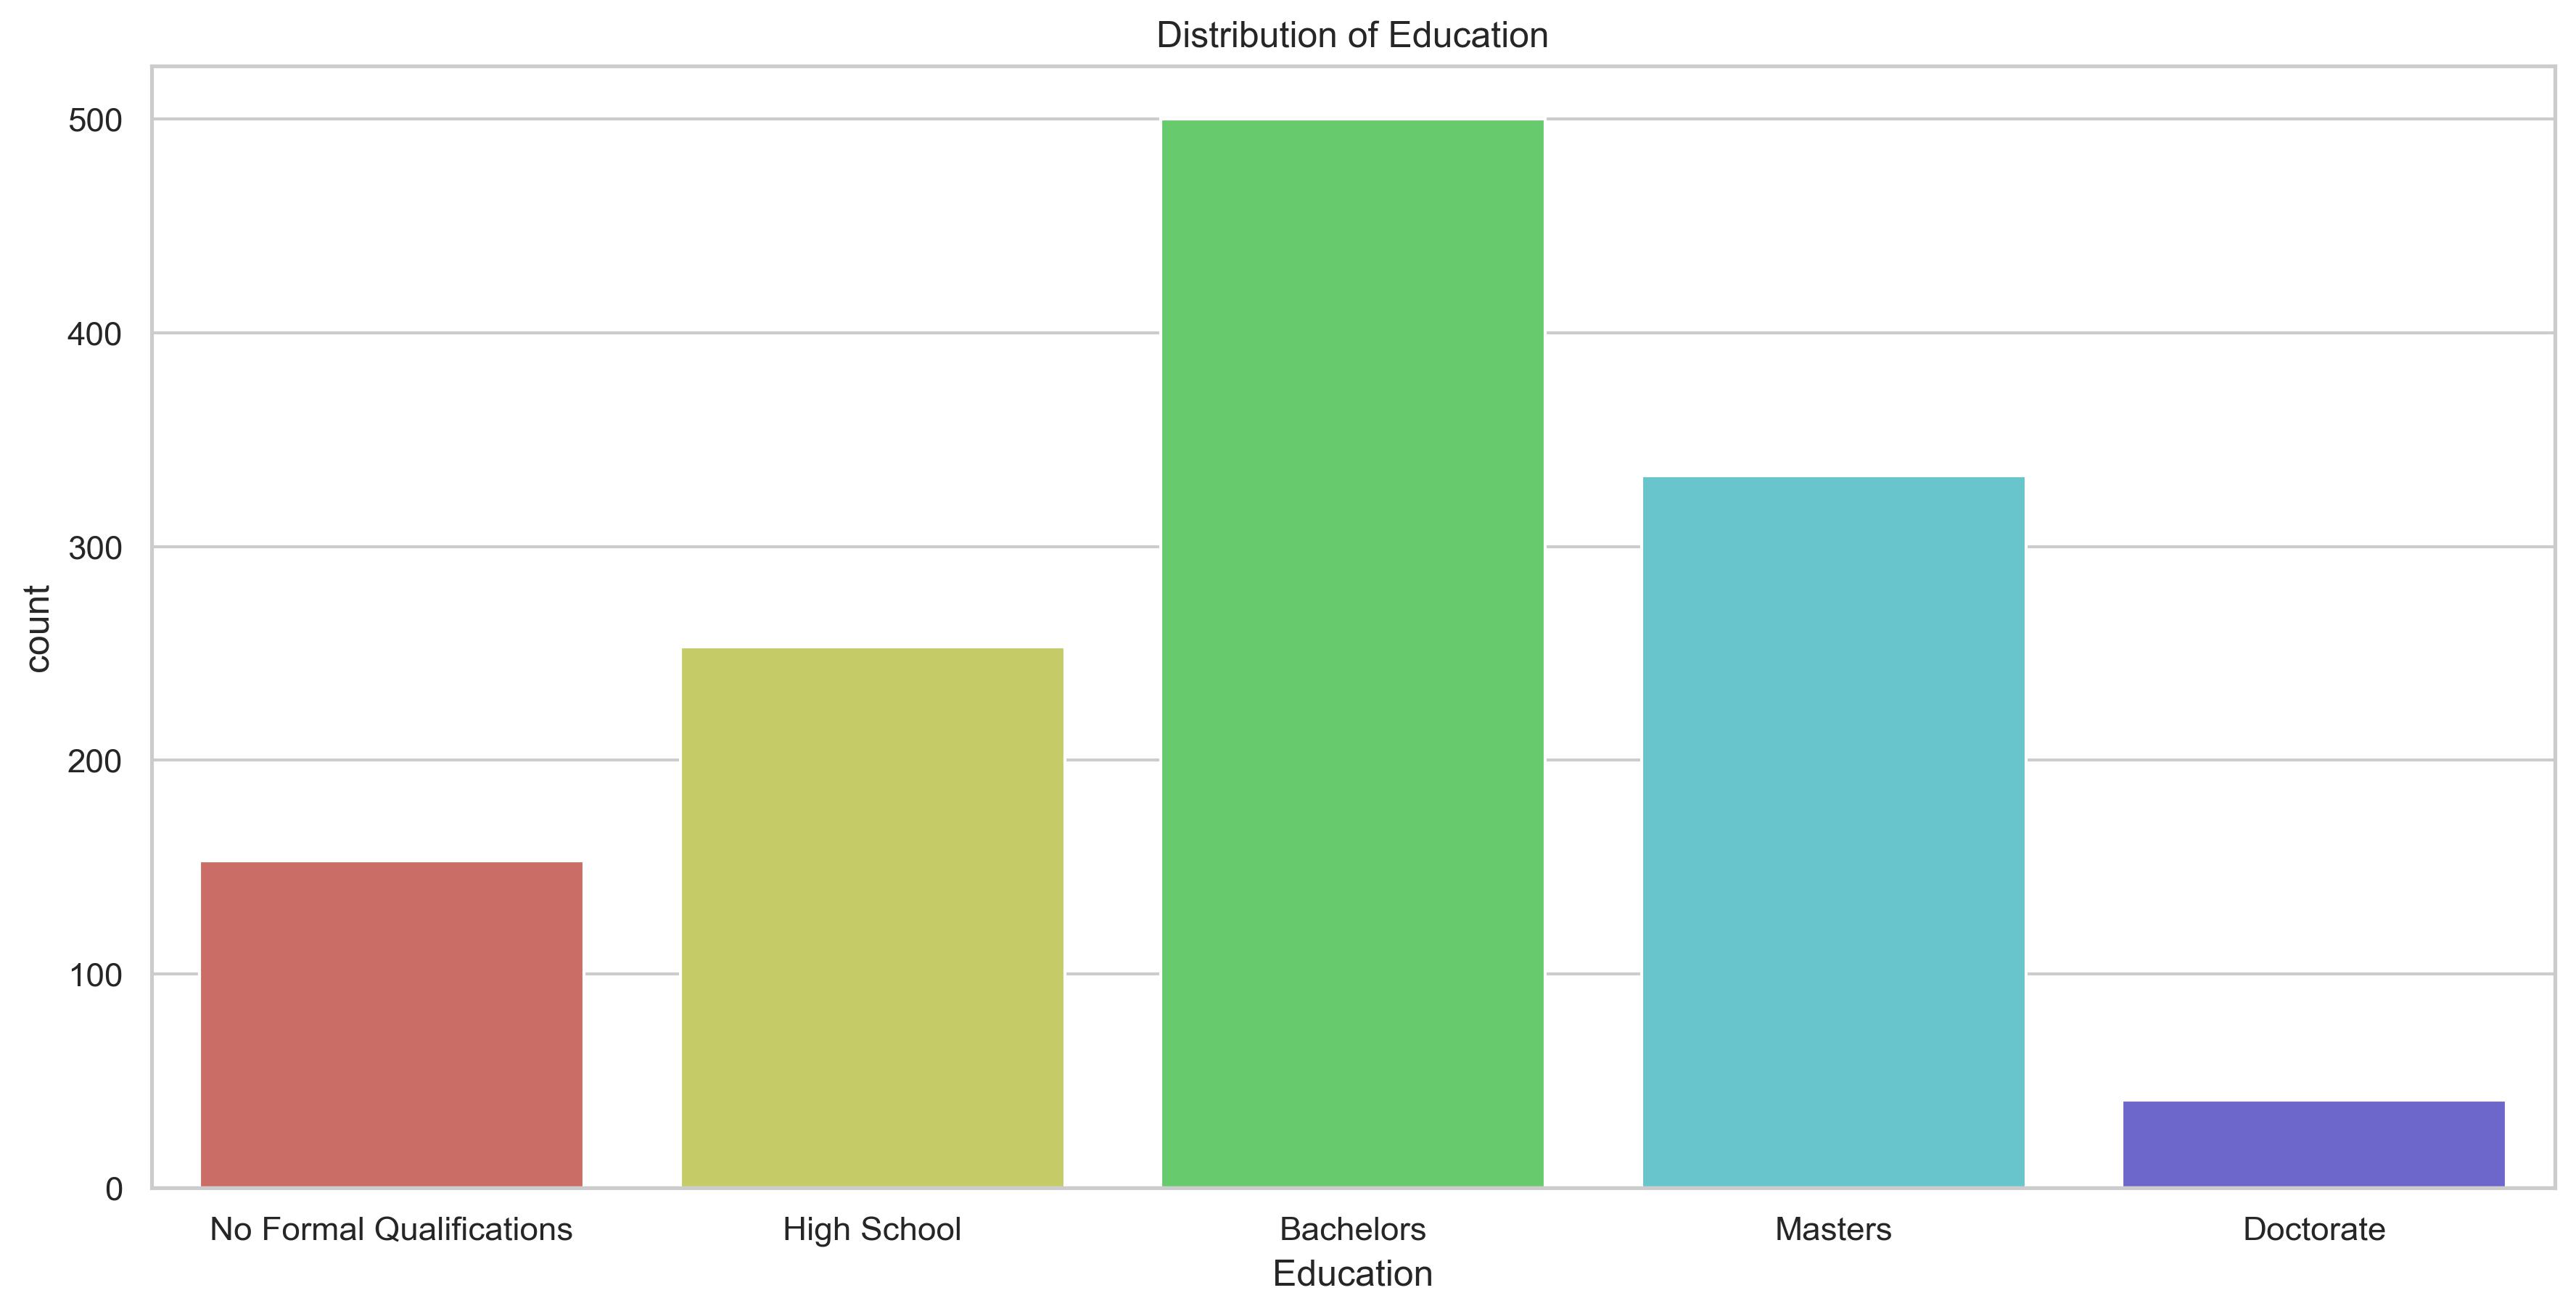 Distribution of Education
500
400
300
200
100
0
count
No Formal Qualifications
High School
Bachelors
Masters
Doctorate
Education